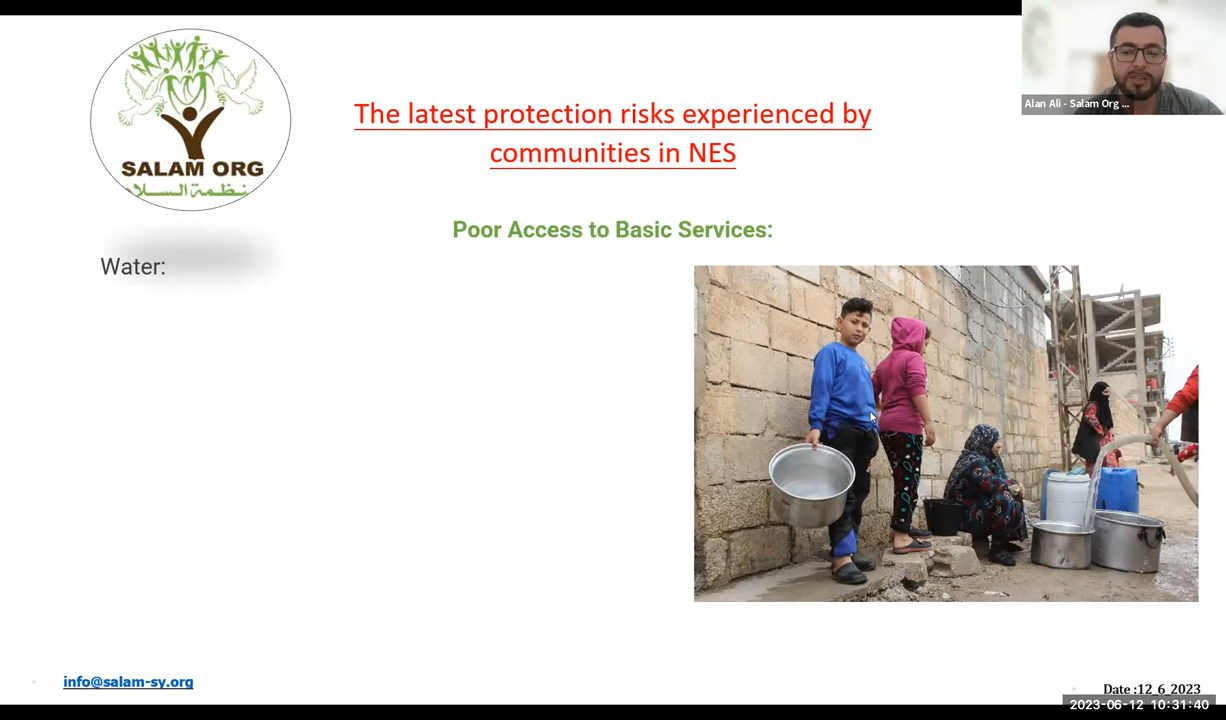 SALAM ORG
نظمة السلا
Alan Ali - Salam Org ...
The latest protection risks experienced by
communities in NES
Poor Access to Basic Services:
Water:
info@salam-sy.org
Date :12_6_2023
2023-06-12 10:31:40